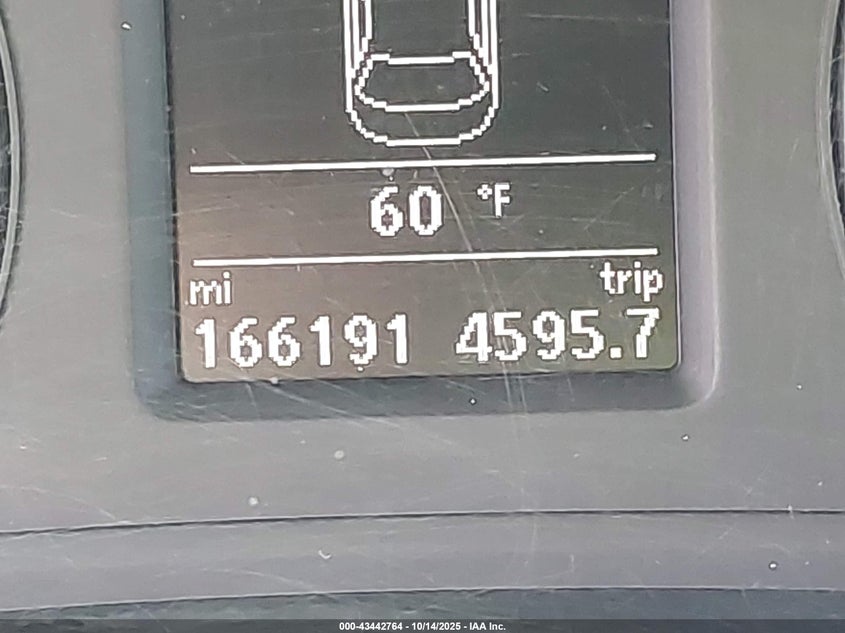 60 °F
mi trip
166191 4595.7
000-43442764 - 10/14/2025 - IAA Inc.